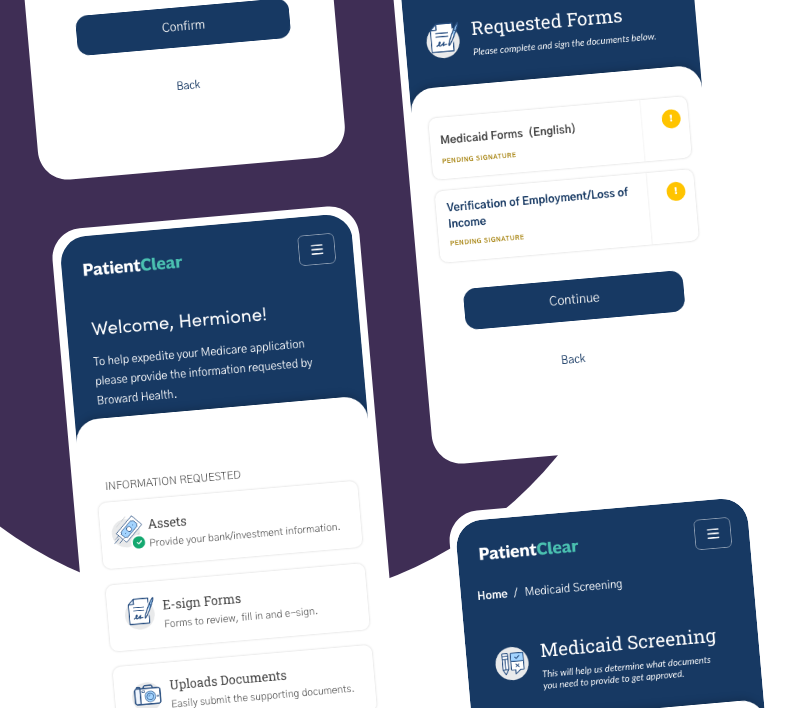 Confirm
Back
PatientClear
Welcome, Hermione!
To help expedite your Medicare application
please provide the information requested by
Broward Health.
INFORMATION REQUESTED
Assets
Provide your bank/investment information.
E-sign Forms
Forms to review, fill in and e-sign.
Uploads Documents
Easily submit the supporting documents.
Requested Forms
Please complete and sign the documents below.
Medicaid Forms (English)
PENDING SIGNATURE
!
Verification of Employment/Loss of
Income
PENDING SIGNATURE
!
Continue
Back
PatientClear
Home / Medicaid Screening
Medicaid Screening
This will help us determine what documents
you need to provide to get approved.